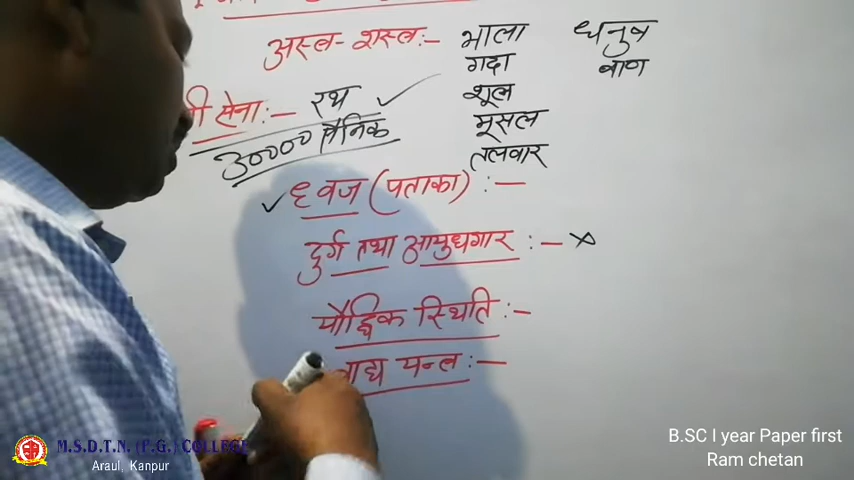 अस्त्र-शस्त्र:- भाला धनुष
गदा बाण
शूल
सेना:- रथ ✓ मूसल
30000 सैनिक तलवार
✓ ध्वज (पताका) :-
दुर्ग तथा आयुधगार :- ×
यौद्धिक स्थिति :-
वाद्य यन्त्र :-
M.S.D.T.N. (P.G.) COLLEGE
Araul, Kanpur
B.SC I year Paper first
Ram chetan